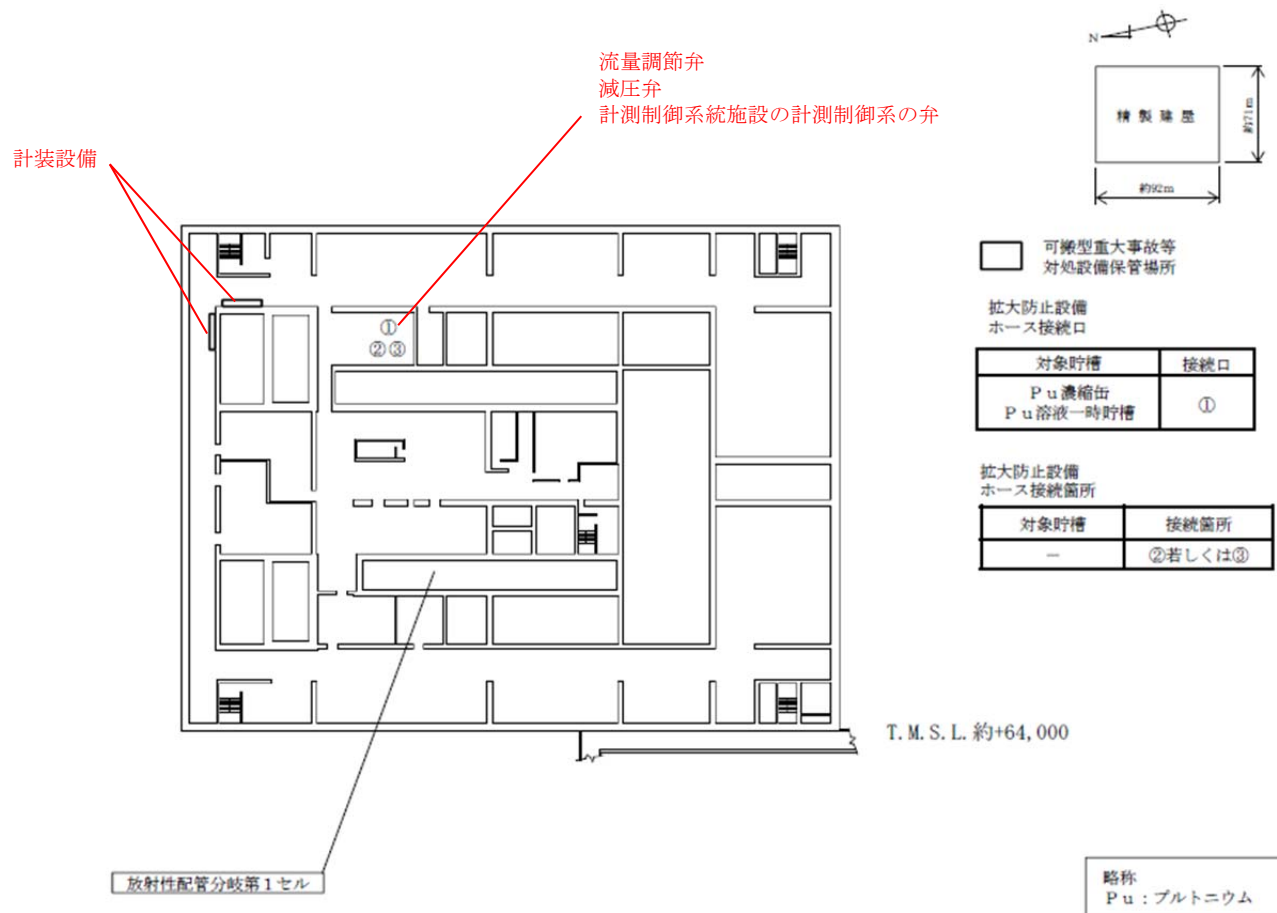 N
精製建屋
約71m
約92m
流量調節弁
減圧弁
計測制御系統施設の計測制御系の弁
計装設備
可搬型重大事故等
対処設備保管場所
拡大防止設備
ホース接続口
対象貯槽 接続口
Pu濃縮缶
Pu溶液一時貯槽
①
①
②③
拡大防止設備
ホース接続箇所
対象貯槽 接続箇所
− ②若しくは③
T.M.S.L.約+64,000
放射性配管分岐第1セル
略称
Pu:プルトニウム